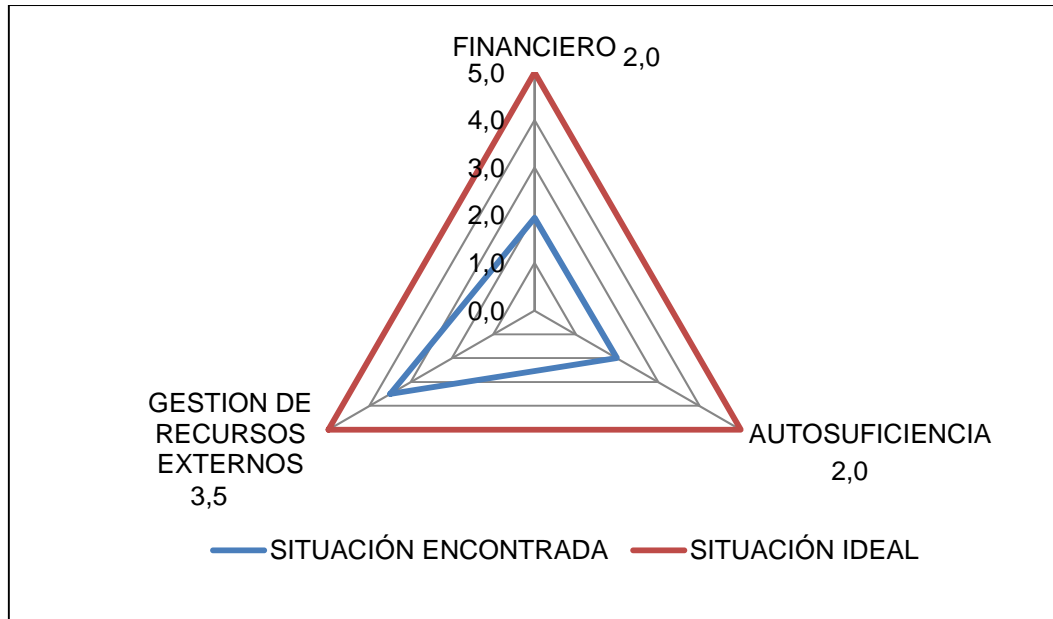 FINANCIERO 2,0
5,0
4,0
3,0
2,0
1,0
0,0
GESTION DE
RECURSOS
EXTERNOS
3,5
AUTOSUFICIENCIA
2,0
SITUACIÓN ENCONTRADA SITUACIÓN IDEAL